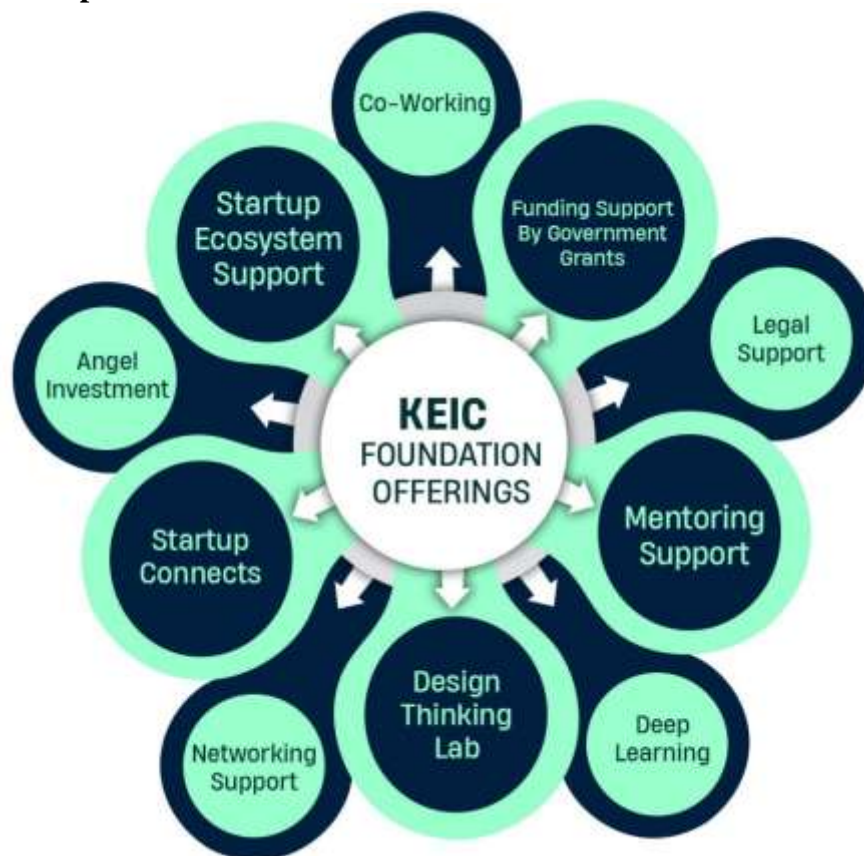 Co-Working
Startup
Ecosystem
Support
Funding Support
By Government
Grants
Legal
Support
Angel
Investment
KEIC
FOUNDATION
OFFERINGS
Mentoring
Support
Startup
Connects
Design
Thinking
Lab
Deep
Learning
Networking
Support